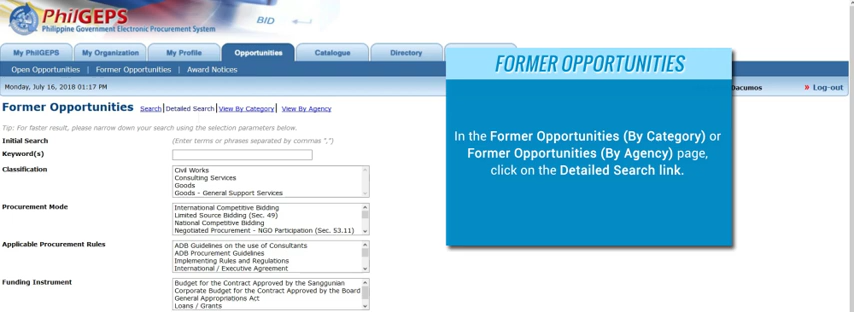 PhilGEPS
Philippine Government Electronic Procurement System
BID
My PhilGEPS My Organization My Profile Opportunities Catalogue Directory
Open Opportunities Former Opportunities Award Notices
Monday, July 16, 2018 01:17 PM
Dacumos » Log-out
Former Opportunities Search | Detailed Search | View By Category | View By Agency
Tip: For faster result, please narrow down your search using the selection parameters below.
Initial Search (Enter terms or phrases separated by commas ",")
Keyword(s)
Classification
Civil Works
Consulting Services
Goods
Goods - General Support Services
Procurement Mode
International Competitive Bidding
Limited Source Bidding (Sec. 49)
National Competitive Bidding
Negotiated Procurement - NGO Participation (Sec. 53.11)
Applicable Procurement Rules
ADB Guidelines on the use of Consultants
ADB Procurement Guidelines
Implementing Rules and Regulations
International / Executive Agreement
Funding Instrument
Budget for the Contract Approved by the Sanggunian
Corporate Budget for the Contract Approved by the Board
General Appropriations Act
Loans / Grants
FORMER OPPORTUNITIES
In the Former Opportunities (By Category) or
Former Opportunities (By Agency) page,
click on the Detailed Search link.